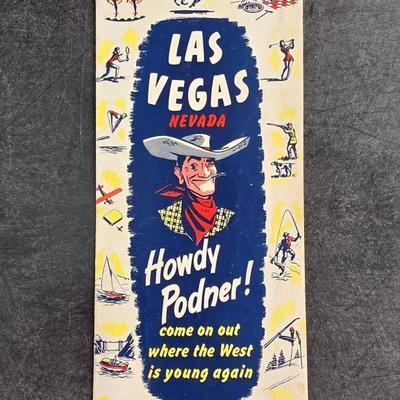 LAS
VEGAS
NEVADA
Howdy
Podner!
come on out
where the West
is young again